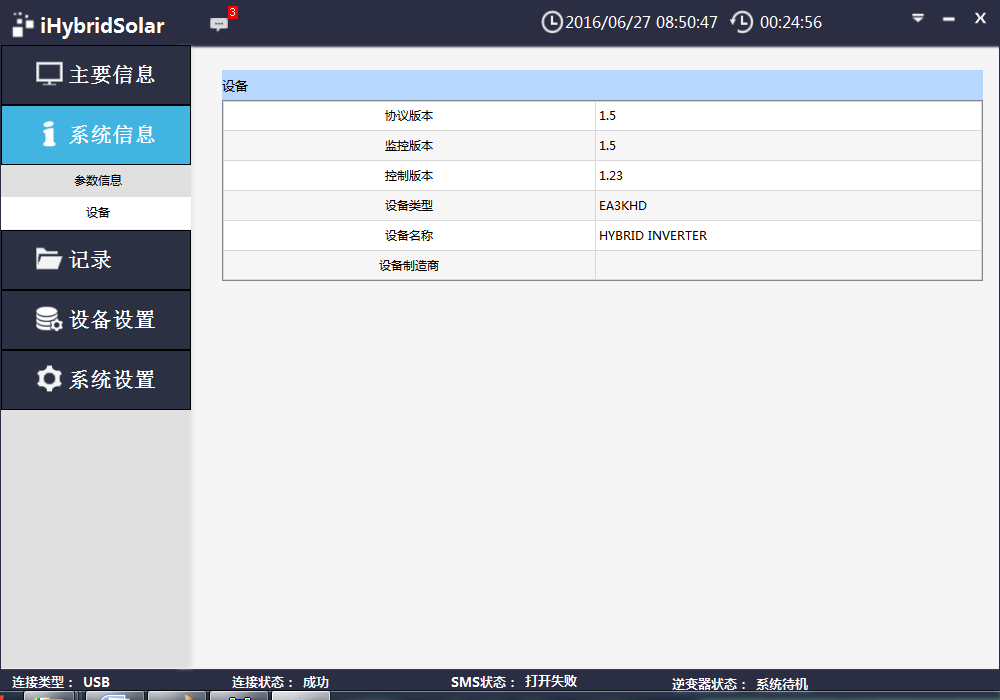 iHybridSolar
3
2016/06/27 08:50:47
00:24:56
主要信息
系统信息
参数信息
设备
记录
设备设置
系统设置
设备
协议版本 1.5
监控版本 1.5
控制版本 1.23
设备类型 EA3KHD
设备名称 HYBRID INVERTER
设备制造商
连接类型： USB 连接状态： 成功 SMS状态： 打开失败 逆变器状态： 系统待机